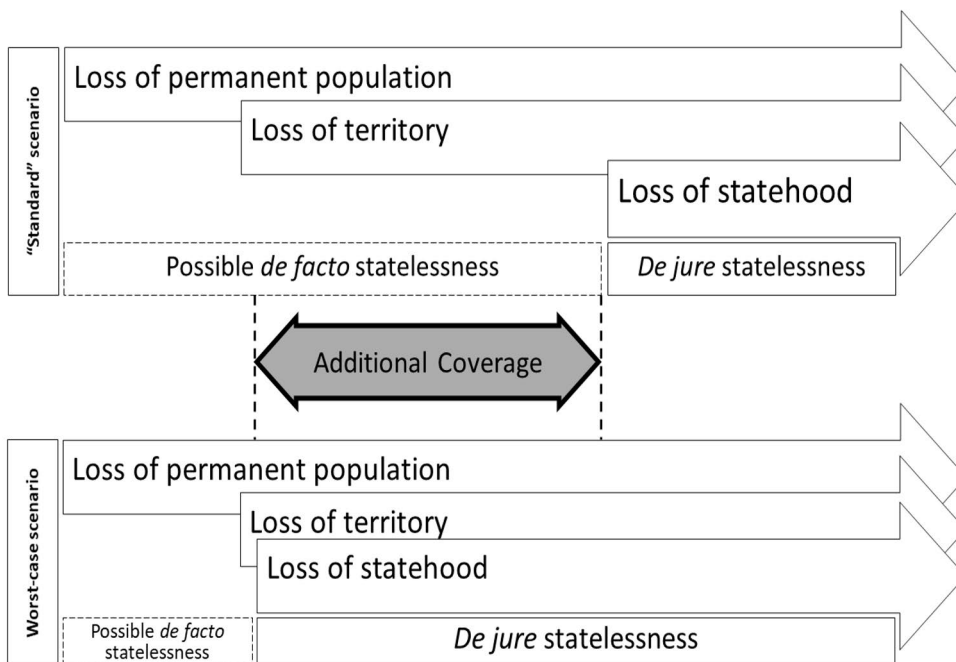 "Standard" scenario
Loss of permanent population
Loss of territory
Loss of statehood
Possible de facto statelessness
De jure statelessness
Additional Coverage
Worst-case scenario
Loss of permanent population
Loss of territory
Loss of statehood
Possible de facto
statelessness
De jure statelessness